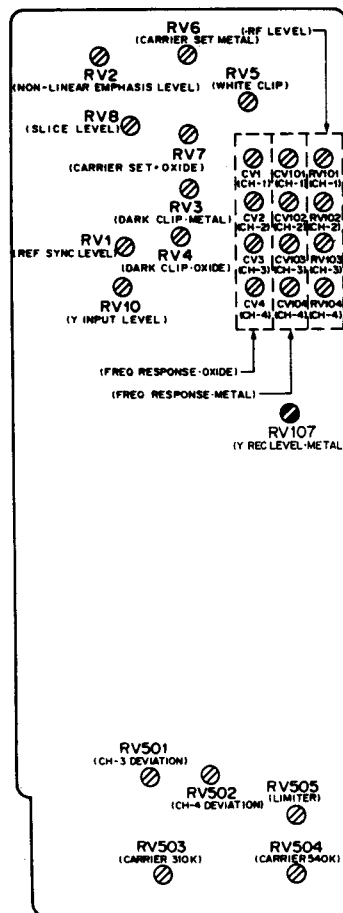 RV6
(CARRIER SET METAL)
(RF LEVEL)
RV2
(NON-LINEAR EMPHASIS LEVEL)
RV5
(WHITE CLIP)
RV8
(SLICE LEVEL)
RV7
(CARRIER SET-OXIDE)
CV1 CV101 RV101
(CH-1) (CH-1) (CH-1)
RV3
(DARK CLIP-METAL)
CV2 CV102 RV102
(CH-2) (CH-2) (CH-2)
RV1
(REF SYNC LEVEL)
RV4
(DARK CLIP-OXIDE)
CV3 CV103 RV103
(CH-3) (CH-3) (CH-3)
RV10
(Y INPUT LEVEL)
CV4 CV104 RV104
(CH-4) (CH-4) (CH-4)
(FREQ RESPONSE-OXIDE)
(FREQ RESPONSE-METAL)
RV107
(Y REC LEVEL-METAL
RV501
(CH-3 DEVIATION)
RV502
(CH-4 DEVIATION)
RV505
(LIMITER)
RV503
(CARRIER 310K)
RV504
(CARRIER 540K)